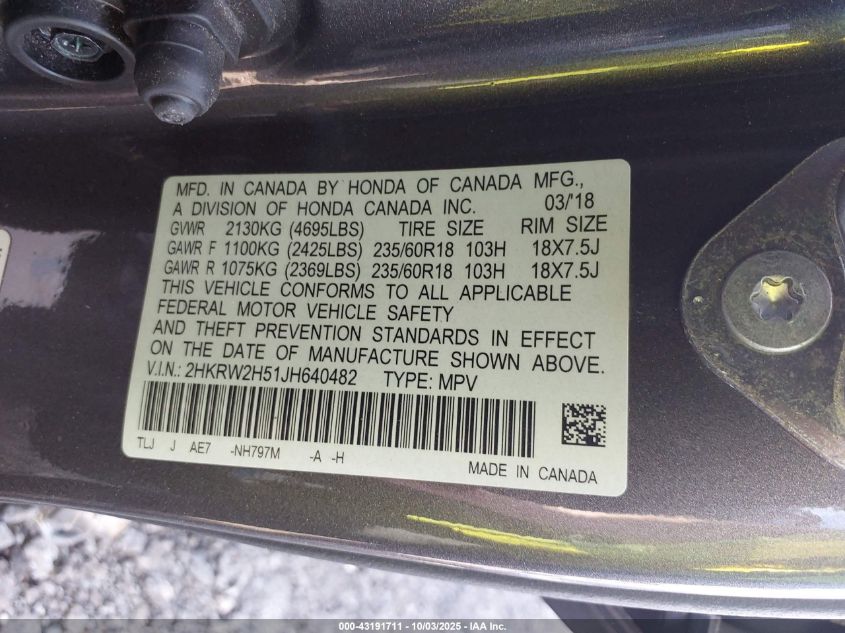 MFD. IN CANADA BY HONDA OF CANADA MFG.,
A DIVISION OF HONDA CANADA INC. 03/'18
GVWR 2130KG (4695LBS) TIRE SIZE RIM SIZE
GAWR F 1100KG (2425LBS) 235/60R18 103H 18X7.5J
GAWR R 1075KG (2369LBS) 235/60R18 103H 18X7.5J
THIS VEHICLE CONFORMS TO ALL APPLICABLE
FEDERAL MOTOR VEHICLE SAFETY
AND THEFT PREVENTION STANDARDS IN EFFECT
ON THE DATE OF MANUFACTURE SHOWN ABOVE.
V.I.N.: 2HKRW2H51JH640482 TYPE: MPV
TLJ J AE7 -NH797M -A -H
MADE IN CANADA
000-43191711 - 10/03/2025 - IAA Inc.